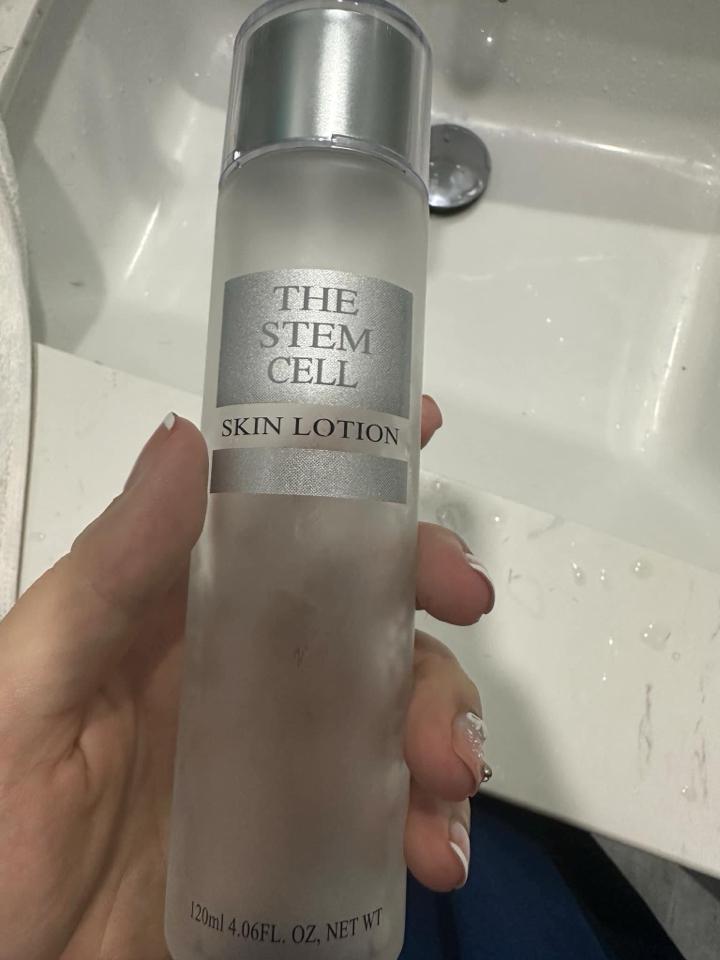 THE
STEM
CELL
SKIN LOTION
120ml 4.06FL. OZ, NET WT